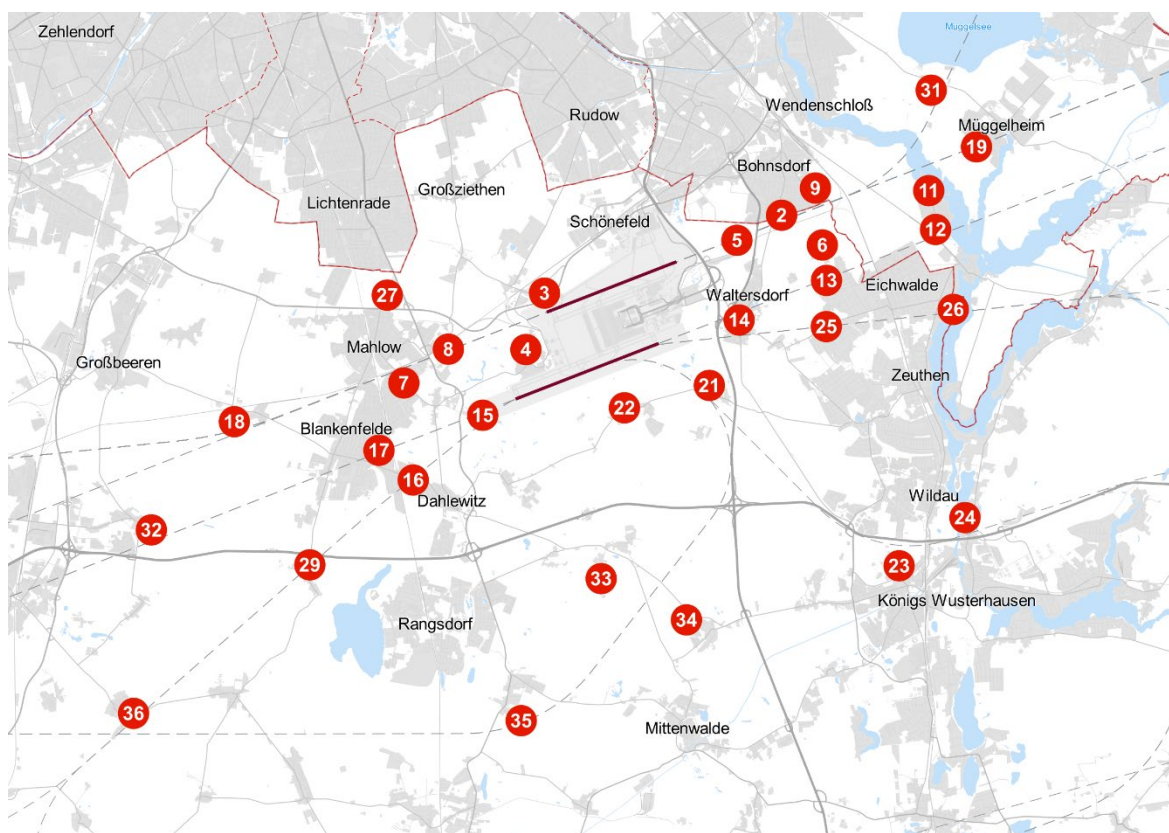 Zehlendorf
Müggelsee
31
Wendenschloß
Rudow
Müggelheim
19
Bohnsdorf
9
11
Großziethen
Lichtenrade
Schönefeld
2
12
5
6
13
Eichwalde
27
3
Waltersdorf
26
14
25
Mahlow
8
4
Großbeeren
Zeuthen
7
21
15
22
18
Blankenfelde
17
16
Dahlewitz
Wildau
24
32
29
23
33
Königs Wusterhausen
Rangsdorf
34
36
35
Mittenwalde